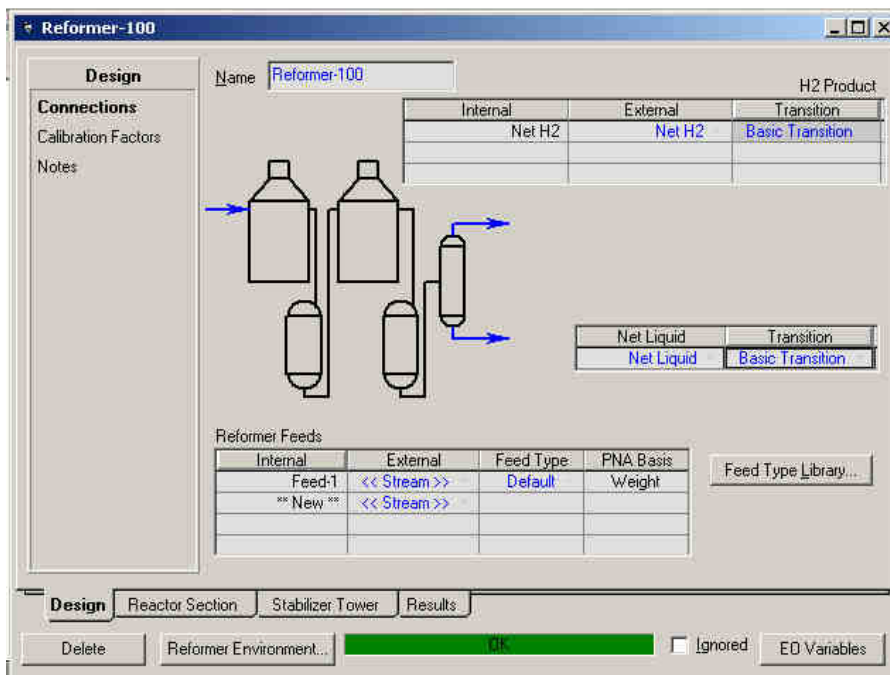 Reformer-100
Design
Connections
Calibration Factors
Notes
Name Reformer-100
H2 Product
Internal External Transition
Net H2 Net H2 Basic Transition
Net Liquid Transition
Net Liquid Basic Transition
Reformer Feeds
Internal External Feed Type PNA Basis
Feed-1 << Stream >> Default Weight
** New ** << Stream >>
Feed Type Library...
Design Reactor Section Stabilizer Tower Results
Delete Reformer Environment... OK Ignored EO Variables